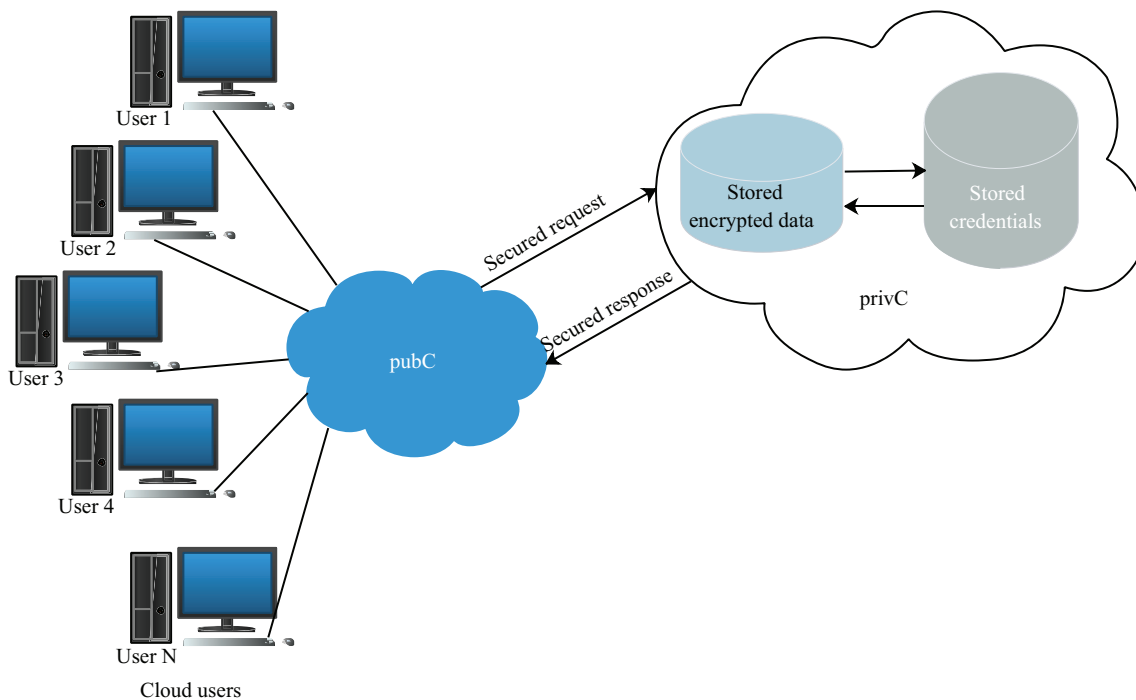 User 1
User 2
User 3
User 4
User N
Cloud users
pubC
Secured request
Secured response
Stored
encrypted data
Stored
credentials
privC